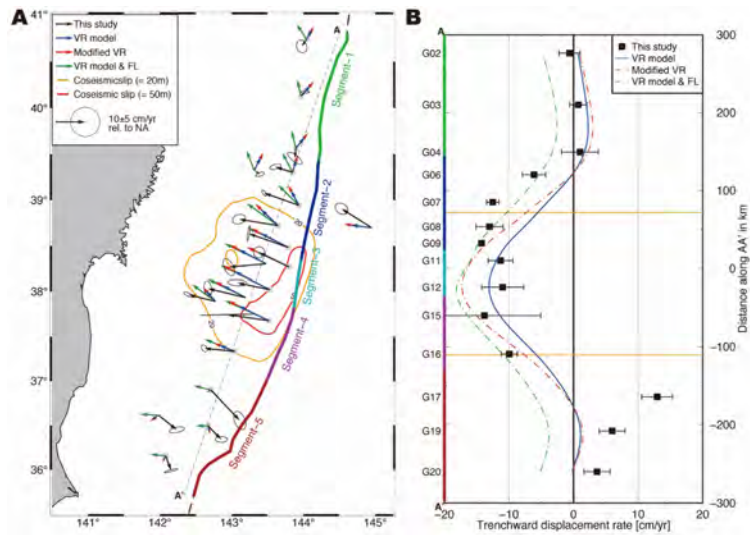 A
41°
40°
39°
38°
37°
36°
141°
142°
143°
144°
145°
This study
VR model
Modified VR
VR model & FL
Coseismicslip (= 20m)
Coseismic slip (= 50m)
10±5 cm/yr
rel. to NA
A
Segment-1
Segment-2
Segment-3
Segment-4
Segment-5
20
20
A'
B
A
G02
G03
G04
G06
G07
G08
G09
G11
G12
G15
G16
G17
G19
G20
A'
This study
VR model
Modified VR
VR model & FL
300
200
100
0
−100
−200
−300
Distance along AA' in km
−20
−10
0
10
20
Trenchward displacement rate [cm/yr]